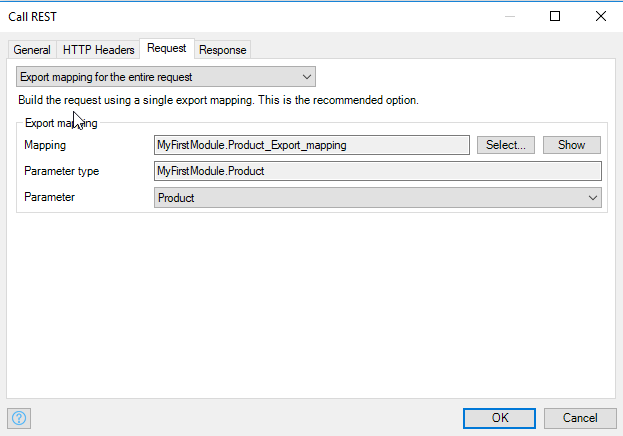 Call REST
General HTTP Headers Request Response
Export mapping for the entire request
Build the request using a single export mapping. This is the recommended option.
Export mapping
Mapping MyFirstModule.Product_Export_mapping Select... Show
Parameter type MyFirstModule.Product
Parameter Product
? OK Cancel